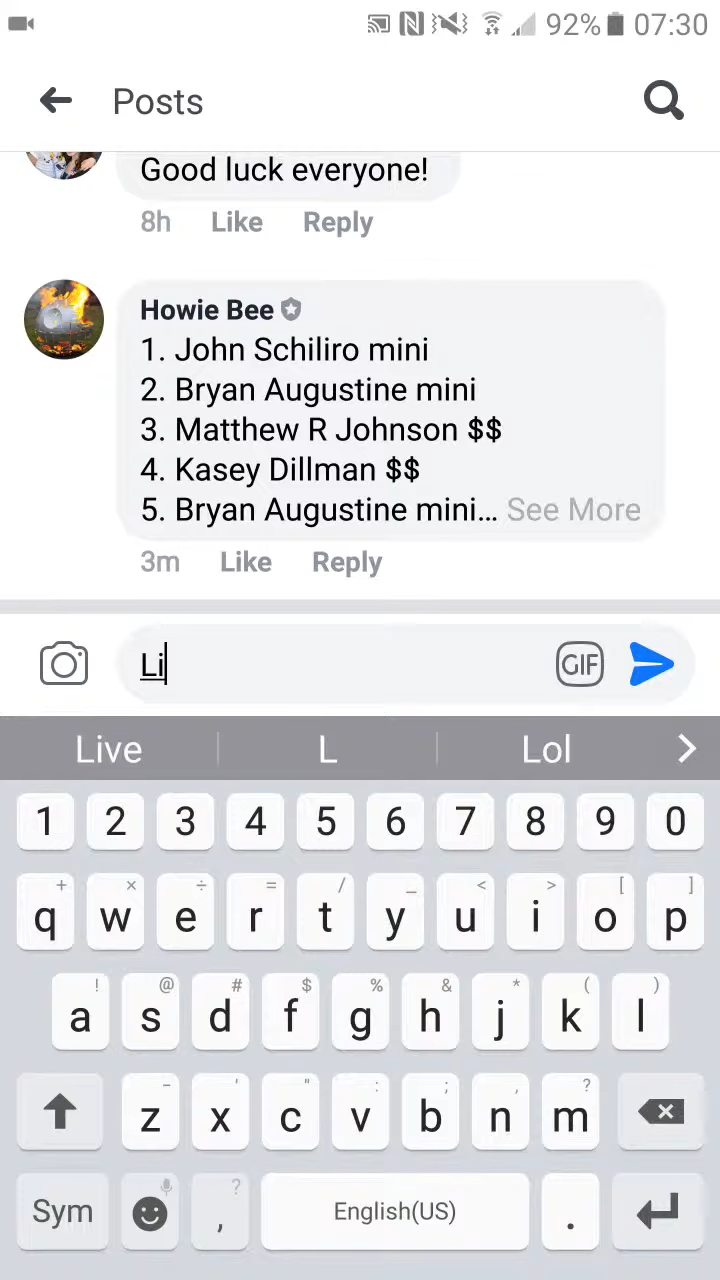 92% 07:30
Posts
Good luck everyone!
8h Like Reply
Howie Bee
1. John Schiliro mini
2. Bryan Augustine mini
3. Matthew R Johnson $$
4. Kasey Dillman $$
5. Bryan Augustine mini... See More
3m Like Reply
Li GIF
Live L Lol
1 2 3 4 5 6 7 8 9 0
+ × ÷ = / _ < > [ ]
q w e r t y u i o p
! @ # $ % & * ( )
a s d f g h j k l
- ' " : ; , ?
z x c v b n m
?
Sym , English(US) .